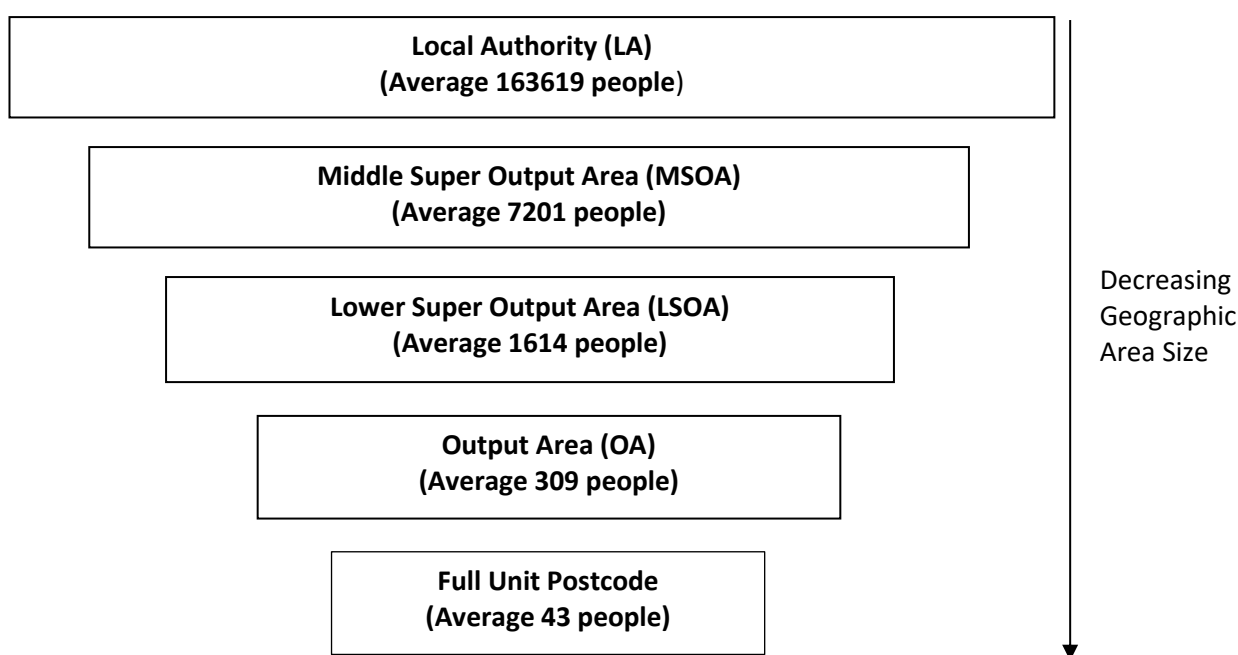 Local Authority (LA)
(Average 163619 people)
Middle Super Output Area (MSOA)
(Average 7201 people)
Lower Super Output Area (LSOA)
(Average 1614 people)
Output Area (OA)
(Average 309 people)
Full Unit Postcode
(Average 43 people)
Decreasing
Geographic
Area Size